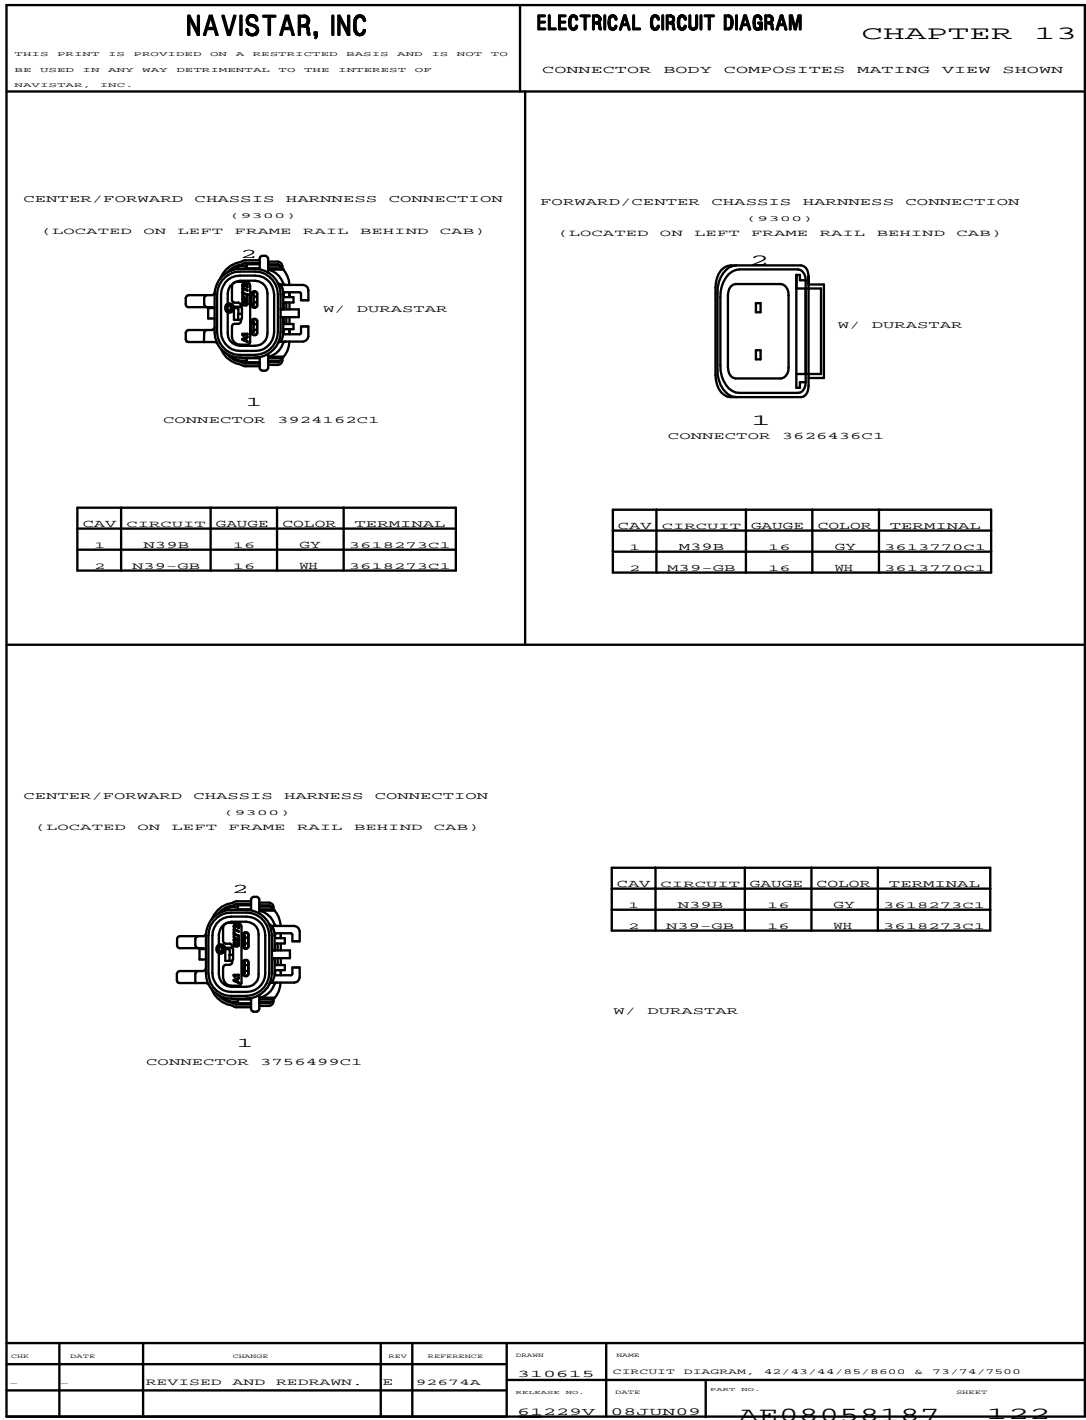 NAVISTAR, INC
THIS PRINT IS PROVIDED ON A RESTRICTED BASIS AND IS NOT TO
BE USED IN ANY WAY DETRIMENTAL TO THE INTEREST OF
NAVISTAR, INC.
ELECTRICAL CIRCUIT DIAGRAM
CHAPTER 13
CONNECTOR BODY COMPOSITES MATING VIEW SHOWN
CENTER/FORWARD CHASSIS HARNNESS CONNECTION
(9300)
(LOCATED ON LEFT FRAME RAIL BEHIND CAB)
2
W/ DURASTAR
1
CONNECTOR 3924162C1
CAV CIRCUIT GAUGE COLOR TERMINAL
1 N39B 16 GY 3618273C1
2 N39-GB 16 WH 3618273C1
FORWARD/CENTER CHASSIS HARNNESS CONNECTION
(9300)
(LOCATED ON LEFT FRAME RAIL BEHIND CAB)
2
W/ DURASTAR
1
CONNECTOR 3626436C1
CAV CIRCUIT GAUGE COLOR TERMINAL
1 M39B 16 GY 3613770C1
2 M39-GB 16 WH 3613770C1
CENTER/FORWARD CHASSIS HARNESS CONNECTION
(9300)
(LOCATED ON LEFT FRAME RAIL BEHIND CAB)
2
1
CONNECTOR 3756499C1
CAV CIRCUIT GAUGE COLOR TERMINAL
1 N39B 16 GY 3618273C1
2 N39-GB 16 WH 3618273C1
W/ DURASTAR
CHK DATE CHANGE REV REFERENCE
- - REVISED AND REDRAWN. E 92674A
DRAWN
310615
NAME
CIRCUIT DIAGRAM, 42/43/44/85/8600 & 73/74/7500
RELEASE NO.
61229V
DATE
08JUN09
PART NO.
AE08058187
SHEET
122